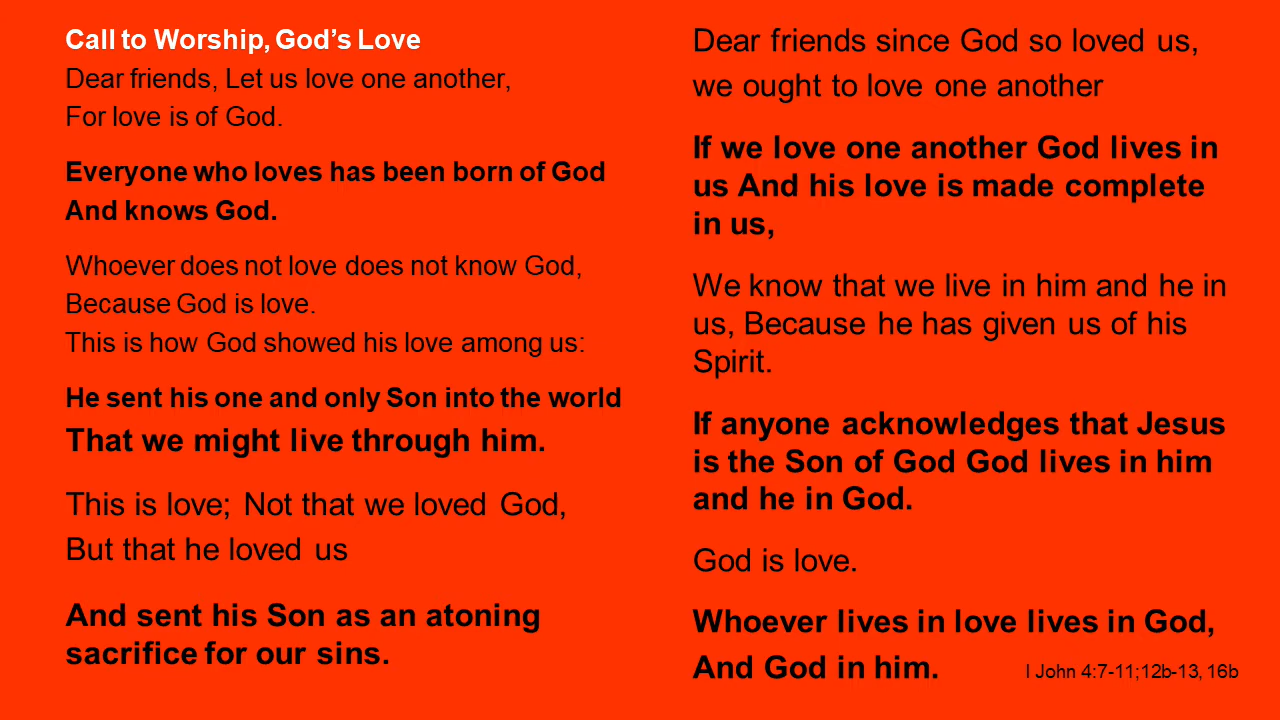 Call to Worship, God’s Love
Dear friends, Let us love one another,
For love is of God.
Everyone who loves has been born of God
And knows God.
Whoever does not love does not know God,
Because God is love.
This is how God showed his love among us:
He sent his one and only Son into the world
That we might live through him.
This is love; Not that we loved God,
But that he loved us
And sent his Son as an atoning
sacrifice for our sins.
Dear friends since God so loved us,
we ought to love one another
If we love one another God lives in
us And his love is made complete
in us,
We know that we live in him and he in
us, Because he has given us of his
Spirit.
If anyone acknowledges that Jesus
is the Son of God God lives in him
and he in God.
God is love.
Whoever lives in love lives in God,
And God in him.
I John 4:7-11;12b-13, 16b